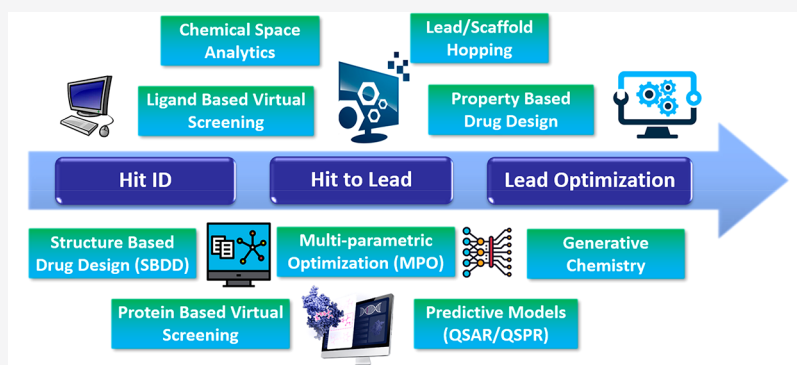 Chemical Space
Analytics
Lead/Scaffold
Hopping
Ligand Based Virtual
Screening
Property Based
Drug Design
Hit ID
Hit to Lead
Lead Optimization
Structure Based
Drug Design (SBDD)
Multi-parametric
Optimization (MPO)
Generative
Chemistry
Protein Based Virtual
Screening
Predictive Models
(QSAR/QSPR)